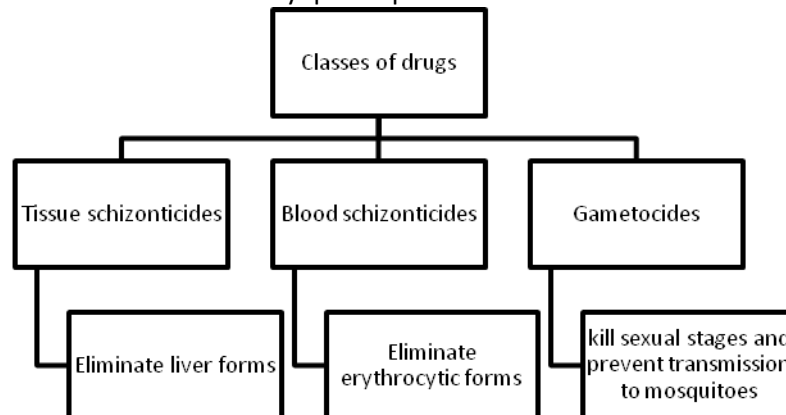 Classes of drugs
Tissue schizonticides
Blood schizonticides
Gametocides
Eliminate liver forms
Eliminate
erythrocytic forms
kill sexual stages and
prevent transmission
to mosquitoes